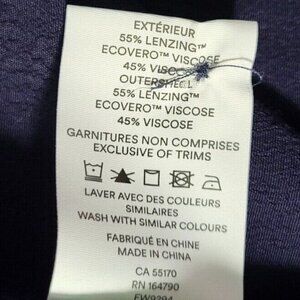 EXTÉRIEUR
55% LENZING™
ECOVERO™ VISCOSE
45% VISCOSE
OUTERSHELL
55% LENZING™
ECOVERO™ VISCOSE
45% VISCOSE
GARNITURES NON COMPRISES
EXCLUSIVE OF TRIMS
LAVER AVEC DES COULEURS
SIMILAIRES
WASH WITH SIMILAR COLOURS
FABRIQUÉ EN CHINE
MADE IN CHINA
CA 55170
RN 164790
FW9294